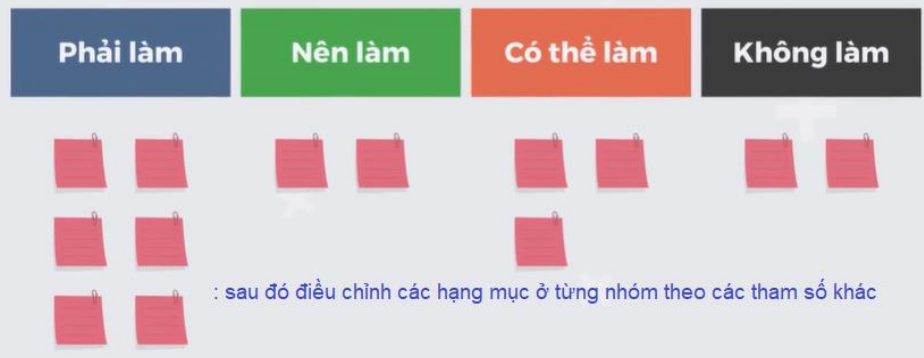 Phải làm
Nên làm
Có thể làm
Không làm
: sau đó điều chỉnh các hạng mục ở từng nhóm theo các tham số khác